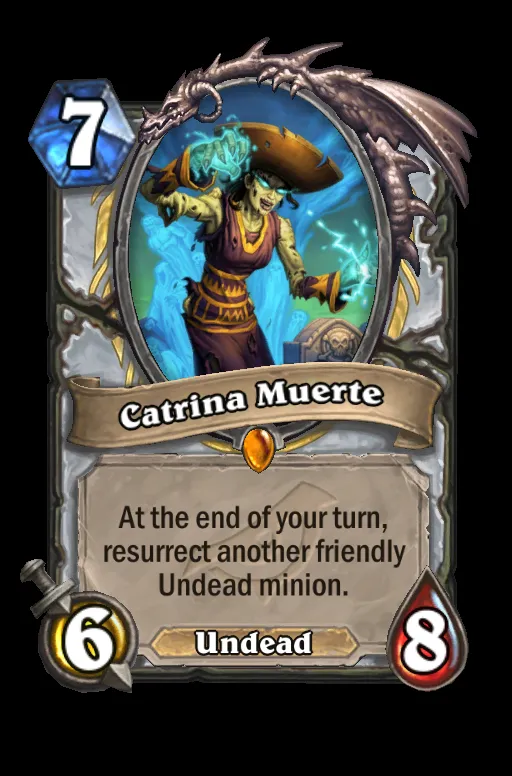 7
Catrina Muerte
At the end of your turn,
resurrect another friendly
Undead minion.
6
Undead
8